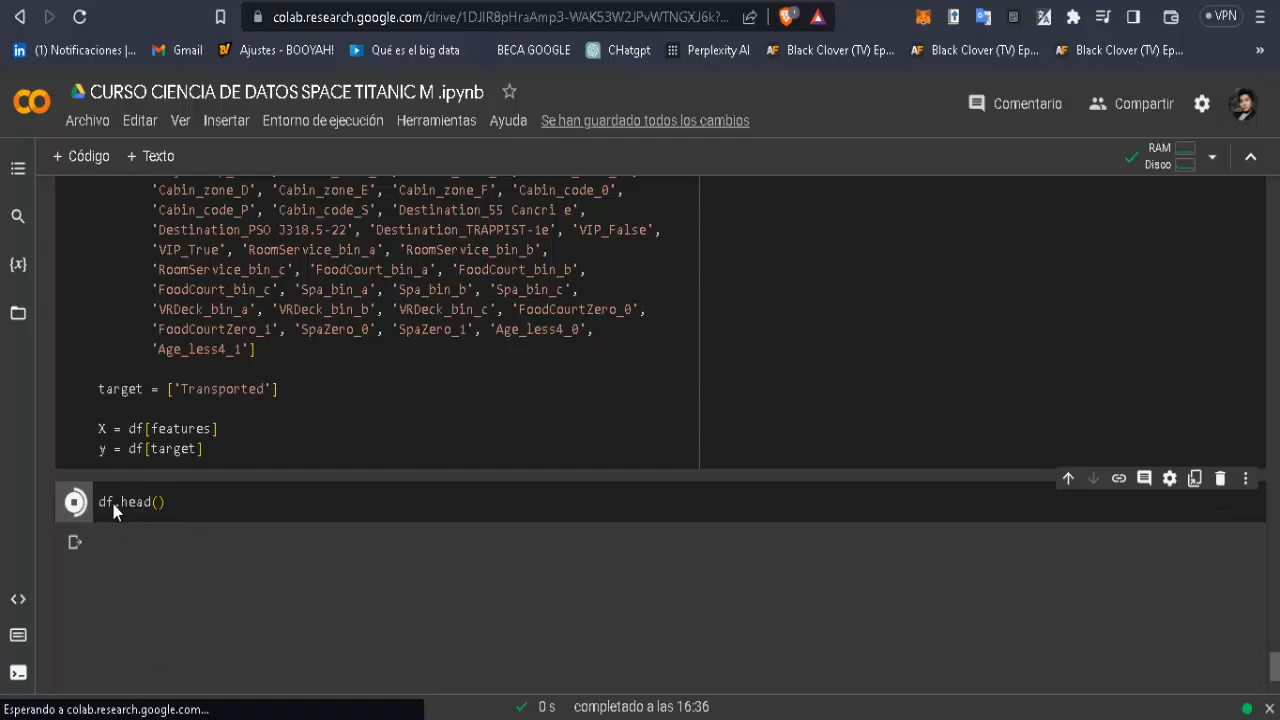 colab.research.google.com/drive/1DJIR8pHraAmp3-WAK53W2JPvWTNGXJ6k?...
VPN
(1) Notificaciones |...
Gmail
Ajustes - BOOYAH!
Qué es el big data
BECA GOOGLE
CHatgpt
Perplexity AI
Black Clover (TV) Ep...
Black Clover (TV) Ep...
Black Clover (TV) Ep...
»
CURSO CIENCIA DE DATOS SPACE TITANIC M .ipynb
Comentario
Compartir
Archivo Editar Ver Insertar Entorno de ejecución Herramientas Ayuda Se han guardado todos los cambios
+ Código + Texto
RAM
Disco
'Cabin_zone_D', 'Cabin_zone_E', 'Cabin_zone_F', 'Cabin_code_0',
'Cabin_code_P', 'Cabin_code_S', 'Destination_55 Cancri e',
'Destination_PSO J318.5-22', 'Destination_TRAPPIST-1e', 'VIP_False',
'VIP_True', 'RoomService_bin_a', 'RoomService_bin_b',
'RoomService_bin_c', 'FoodCourt_bin_a', 'FoodCourt_bin_b',
'FoodCourt_bin_c', 'Spa_bin_a', 'Spa_bin_b', 'Spa_bin_c',
'VRDeck_bin_a', 'VRDeck_bin_b', 'VRDeck_bin_c', 'FoodCourtZero_0',
'FoodCourtZero_1', 'SpaZero_0', 'SpaZero_1', 'Age_less4_0',
'Age_less4_1']
target = ['Transported']
X = df[features]
y = df[target]
df.head()
Esperando a colab.research.google.com...
0 s completado a las 16:36